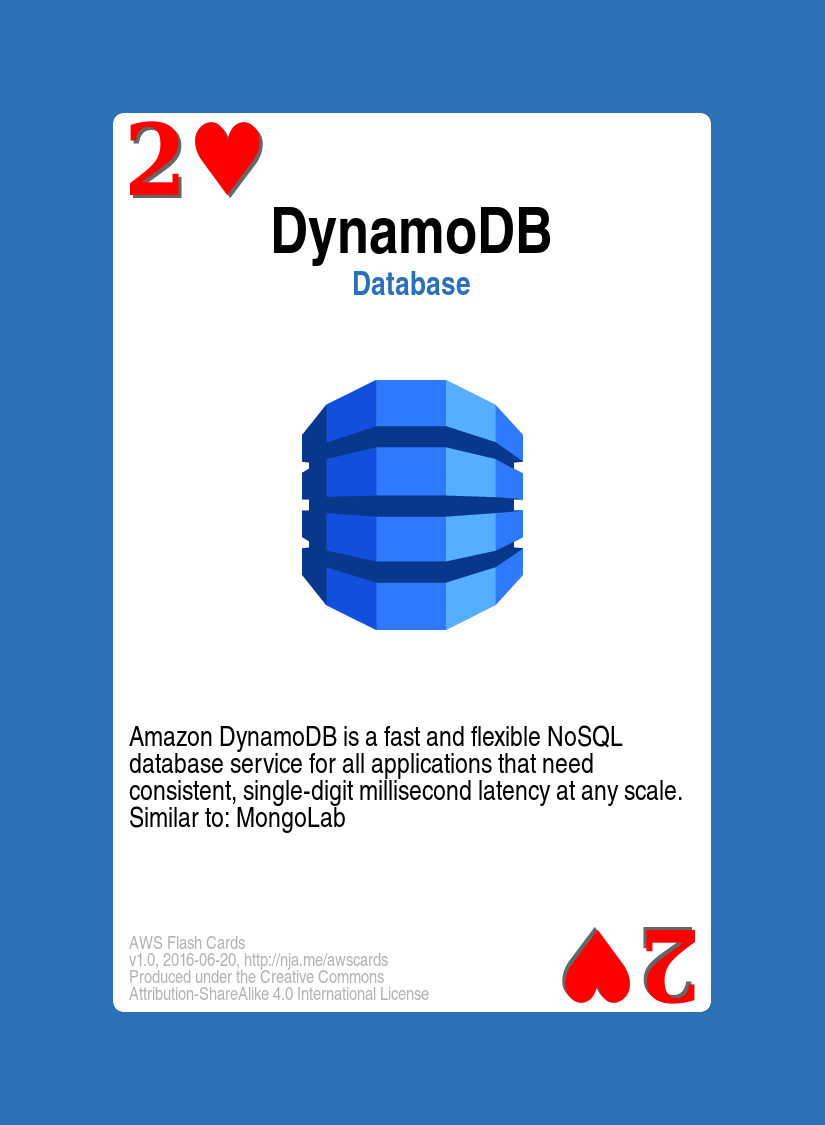 2♥
DynamoDB
Database
Amazon DynamoDB is a fast and flexible NoSQL
database service for all applications that need
consistent, single-digit millisecond latency at any scale.
Similar to: MongoLab
AWS Flash Cards
v1.0, 2016-06-20, http://nja.me/awscards
Produced under the Creative Commons
Attribution-ShareAlike 4.0 International License
2♥